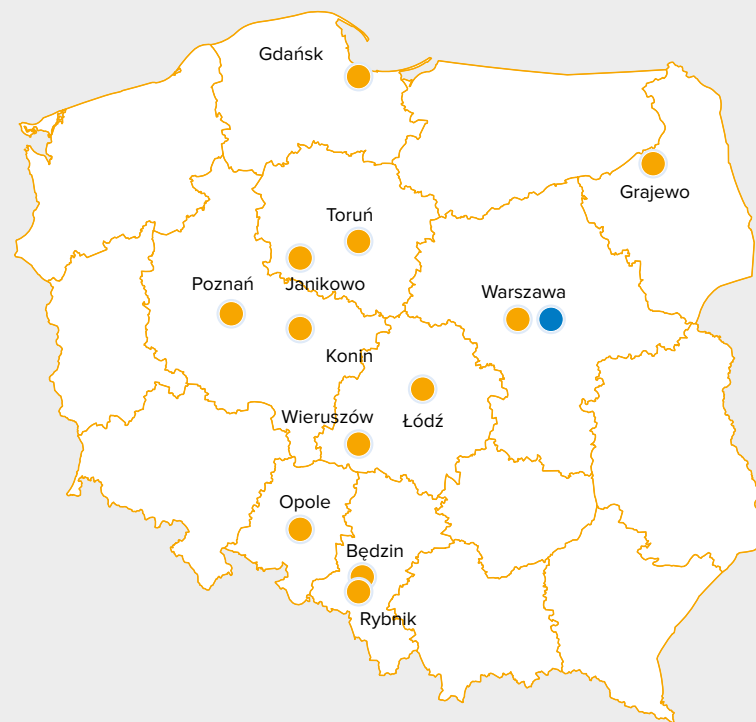 Gdańsk
Grajewo
Toruń
Poznań
Janikowo
Warszawa
Konin
Wieruszów
Łódź
Opole
Będzin
Rybnik